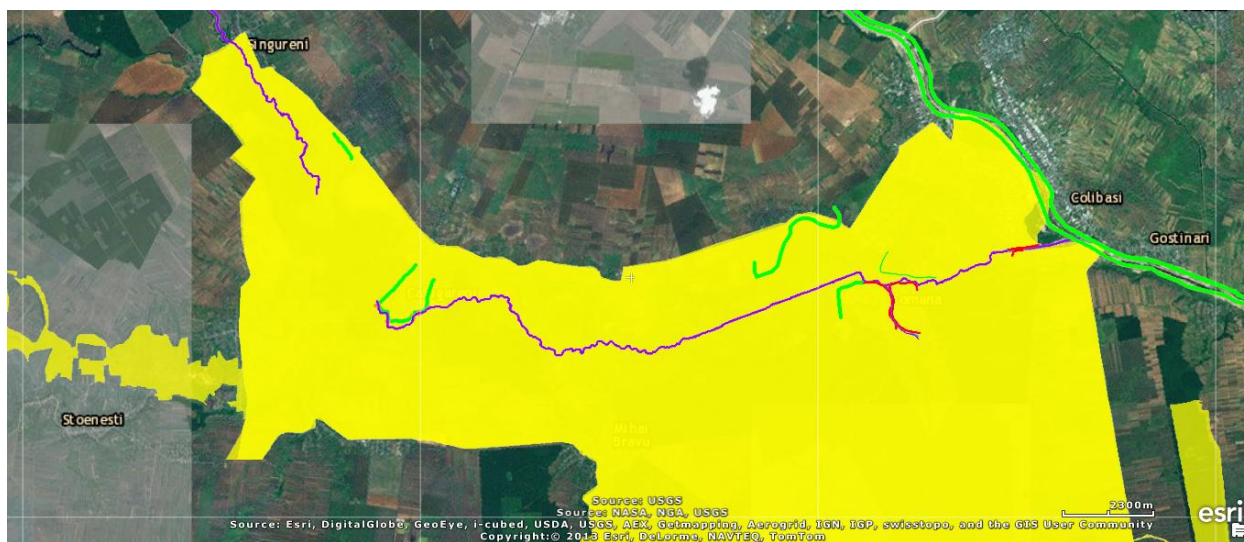 Singureni
Colibasi
Gostinari
Comana
Stoenesti
Mihai
Bravu
Source: USGS
Source: NASA, NGA, USGS
2300m
esri
Source: Esri, DigitalGlobe, GeoEye, i-cubed, USDA, USGS, AEX, Getmapping, Aerogrid, IGN, IGP, swisstopo, and the GIS User Community
Copyright:© 2013 Esri, DeLorme, NAVTEQ, TomTom